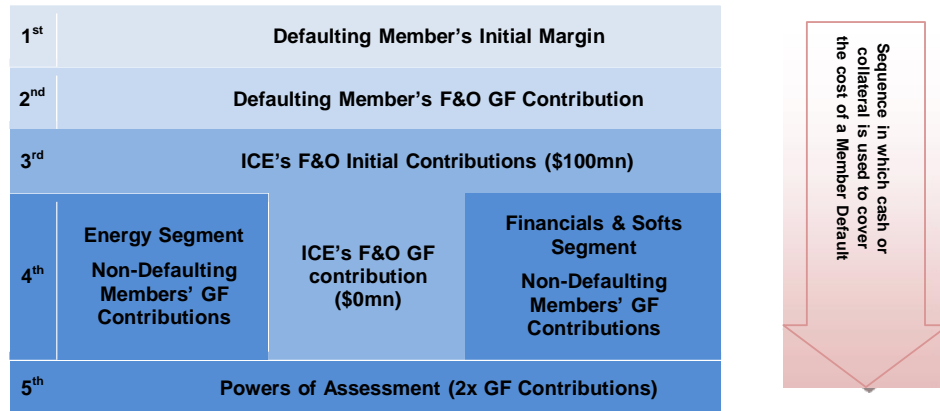 1st Defaulting Member's Initial Margin
2nd Defaulting Member's F&O GF Contribution
3rd ICE's F&O Initial Contributions ($100mn)
4th
Energy Segment
Non-Defaulting
Members' GF
Contributions
ICE's F&O GF
contribution
($0mn)
Financials & Softs
Segment
Non-Defaulting
Members' GF
Contributions
5th Powers of Assessment (2x GF Contributions)
Sequence in which cash or
collateral is used to cover
the cost of a Member Default